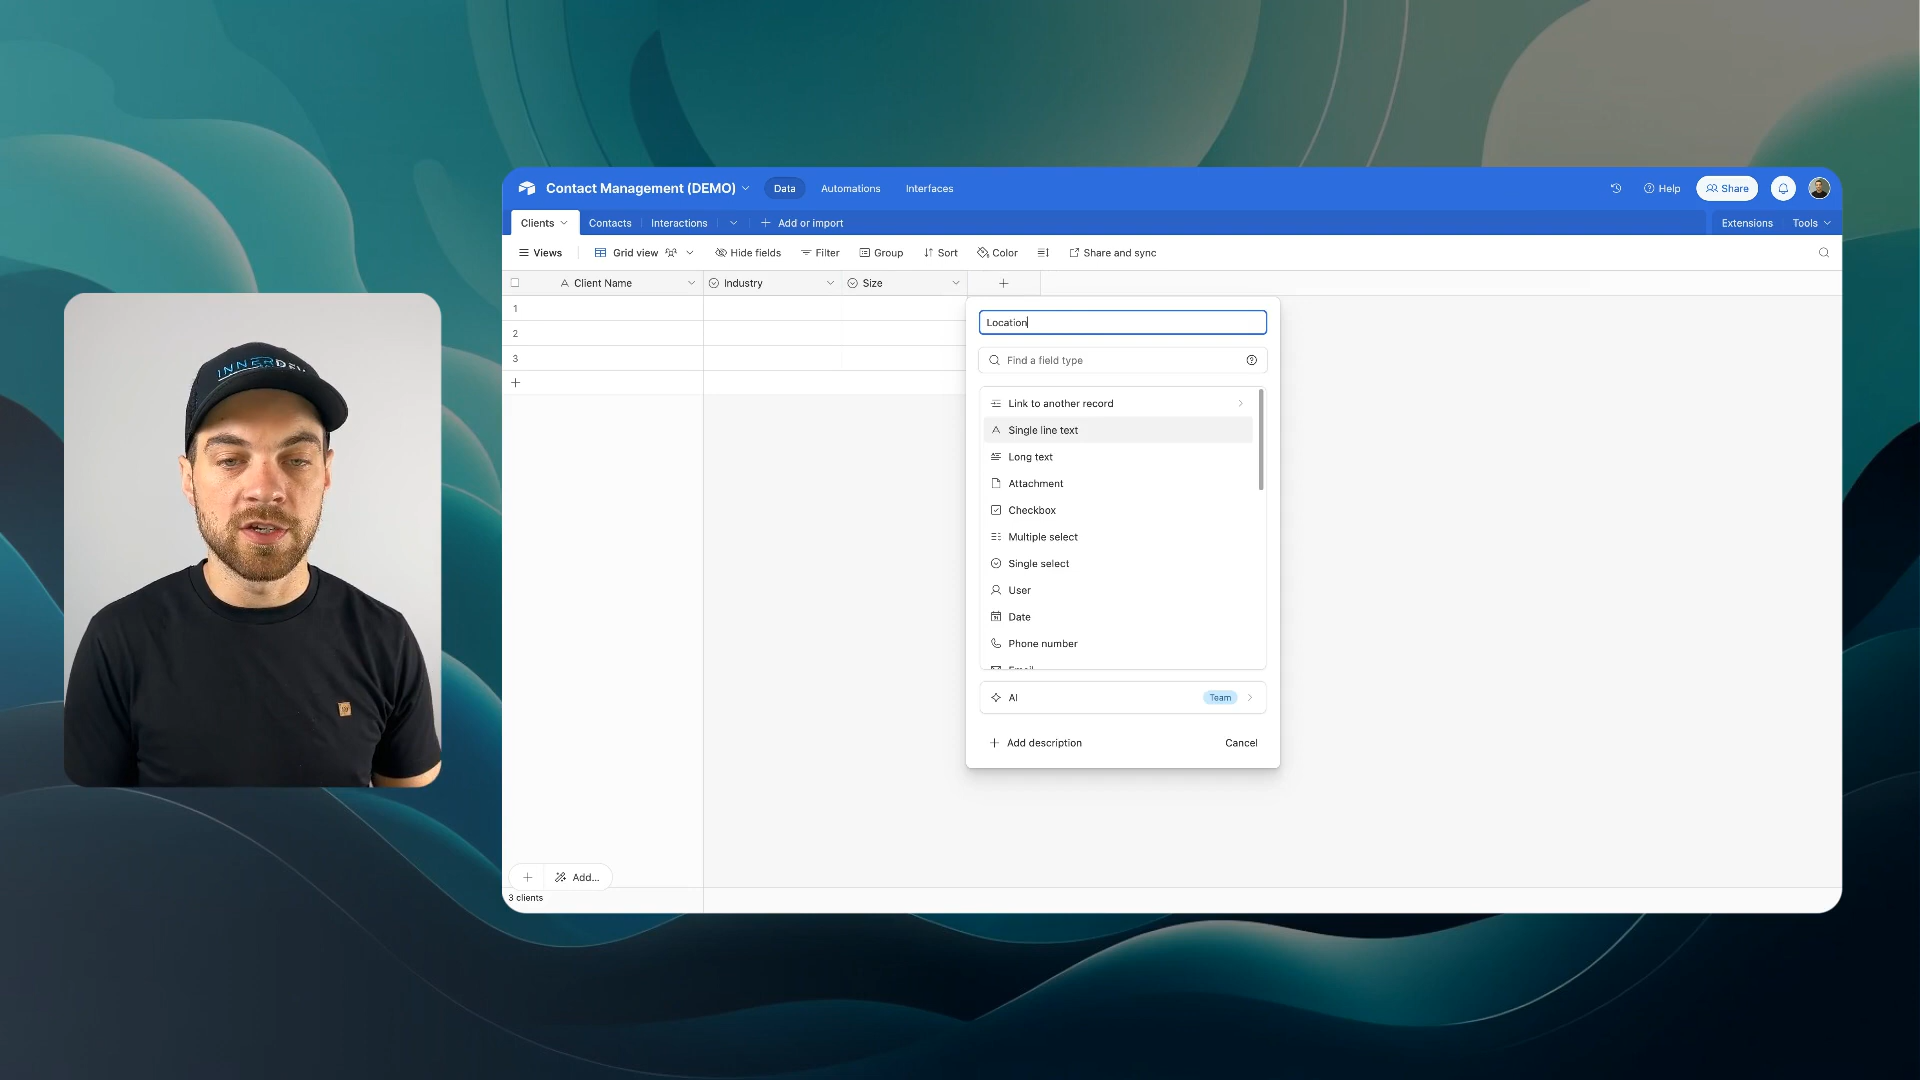 Contact Management (DEMO)
Data
Automations
Interfaces
Help
Share
Clients
Contacts
Interactions
Add or import
Extensions
Tools
Views
Grid view
Hide fields
Filter
Group
Sort
Color
Share and sync
Client Name
Industry
Size
1
2
3
Location
Find a field type
Link to another record
Single line text
Long text
Attachment
Checkbox
Multiple select
Single select
User
Date
Phone number
Email
AI
Team
Add description
Cancel
INNERDEV
Add...
3 clients